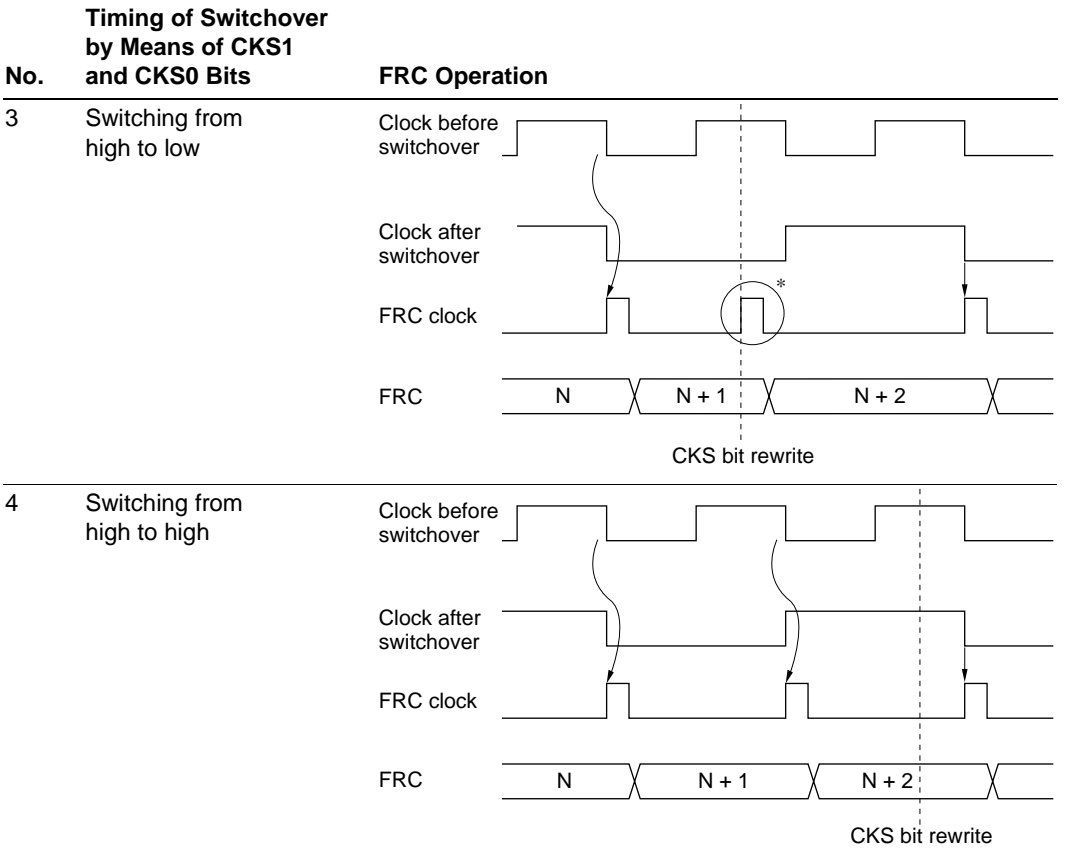 No.
Timing of Switchover
by Means of CKS1
and CKS0 Bits
FRC Operation
3
Switching from
high to low
Clock before
switchover
Clock after
switchover
FRC clock
*
FRC
N
N + 1
N + 2
CKS bit rewrite
4
Switching from
high to high
Clock before
switchover
Clock after
switchover
FRC clock
FRC
N
N + 1
N + 2
CKS bit rewrite